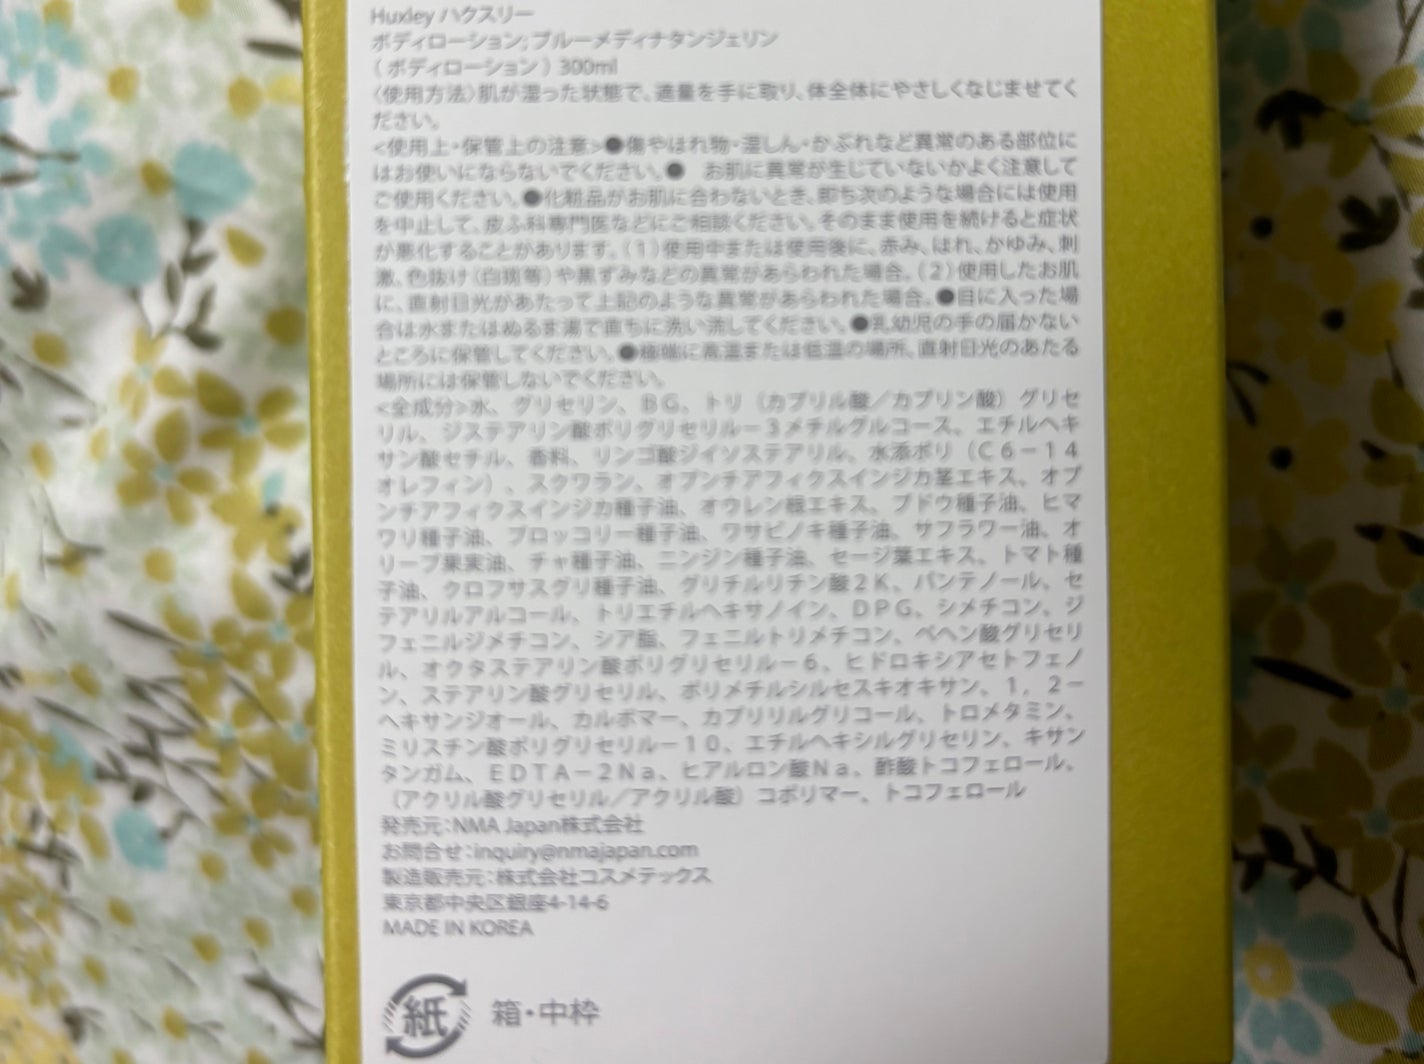 Huxley ハクスリー
ボディローション;ブルーメディナタンジェリン
（ボディローション）300ml
〈使用方法〉肌が湿った状態で、適量を手に取り、体全体にやさしくなじませてく
ださい。
<使用上・保管上の注意>●傷やはれ物・湿しん・かぶれなど異常のある部位に
はお使いにならないでください。●　お肌に異常が生じていないかよく注意して
ご使用ください。●化粧品がお肌に合わないとき、即ち次のような場合には使用
を中止して、皮ふ科専門医などにご相談ください。そのまま使用を続けると症状
が悪化することがあります。（1）使用中または使用後に、赤み、はれ、かゆみ、刺
激、色抜け（白斑等）や黒ずみなどの異常があらわれた場合。（2）使用したお肌
に、直射日光があたって上記のような異常があらわれた場合。●目に入った場
合は水またはぬるま湯で直ちに洗い流してください。●乳幼児の手の届かない
ところに保管してください。●極端に高温または低温の場所、直射日光のあたる
場所には保管しないでください。
<全成分>水、グリセリン、ＢＧ、トリ（カプリル酸／カプリン酸）グリセ
リル、ジステアリン酸ポリグリセリル－３メチルグルコース、エチルヘキ
サン酸セチル、香料、リンゴ酸ジイソステアリル、水添ポリ（Ｃ６－１４
オレフィン）、スクワラン、オプンチアフィクスインジカ茎エキス、オプ
ンチアフィクスインジカ種子油、オウレン根エキス、ブドウ種子油、ヒマ
ワリ種子油、ブロッコリー種子油、ワサビノキ種子油、サフラワー油、オ
リーブ果実油、チャ種子油、ニンジン種子油、セージ葉エキス、トマト種
子油、クロフサスグリ種子油、グリチルリチン酸２Ｋ、パンテノール、セ
テアリルアルコール、トリエチルヘキサノイン、ＤＰＧ、シメチコン、ジ
フェニルジメチコン、シア脂、フェニルトリメチコン、ベヘン酸グリセリ
ル、オクタステアリン酸ポリグリセリル－６、ヒドロキシアセトフェノ
ン、ステアリン酸グリセリル、ポリメチルシルセスキオキサン、１，２－
ヘキサンジオール、カルボマー、カプリリルグリコール、トロメタミン、
ミリスチン酸ポリグリセリル－１０、エチルヘキシルグリセリン、キサン
タンガム、ＥＤＴＡ－２Ｎａ、ヒアルロン酸Ｎａ、酢酸トコフェロール、
（アクリル酸グリセリル／アクリル酸）コポリマー、トコフェロール
発売元：NMA Japan株式会社
お問合せ：inquiry@nmajapan.com
製造販売元：株式会社コスメテックス
東京都中央区銀座4-14-6
MADE IN KOREA
紙 箱・中枠